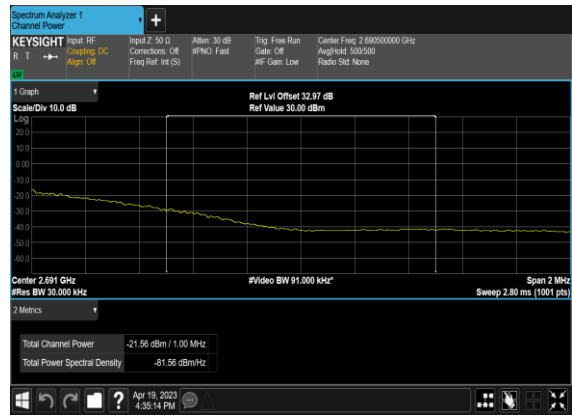 Spectrum Analyzer 1
Channel Power
+
KEYSIGHT Input: RF Input Z: 50 Ω Atten: 30 dB Trig: Free Run Center Freq: 2.690500000 GHz
R T Coupling: DC Corrections: Off #PNO: Fast Gate: Off Avg|Hold: 500/500
Align: Off Freq Ref: Int (S) #IF Gain: Low Radio Std: None
1 Graph Ref Lvl Offset 32.97 dB
Scale/Div 10.0 dB Ref Value 30.00 dBm
Log
20.0
10.0
0.00
-10.0
-20.0
-30.0
-40.0
-50.0
-60.0
Center 2.691 GHz #Video BW 91.000 kHz* Span 2 MHz
#Res BW 30.000 kHz Sweep 2.80 ms (1001 pts)
2 Metrics
Total Channel Power -21.56 dBm / 1.00 MHz
Total Power Spectral Density -81.56 dBm/Hz
? Apr 19, 2023
4:35:14 PM